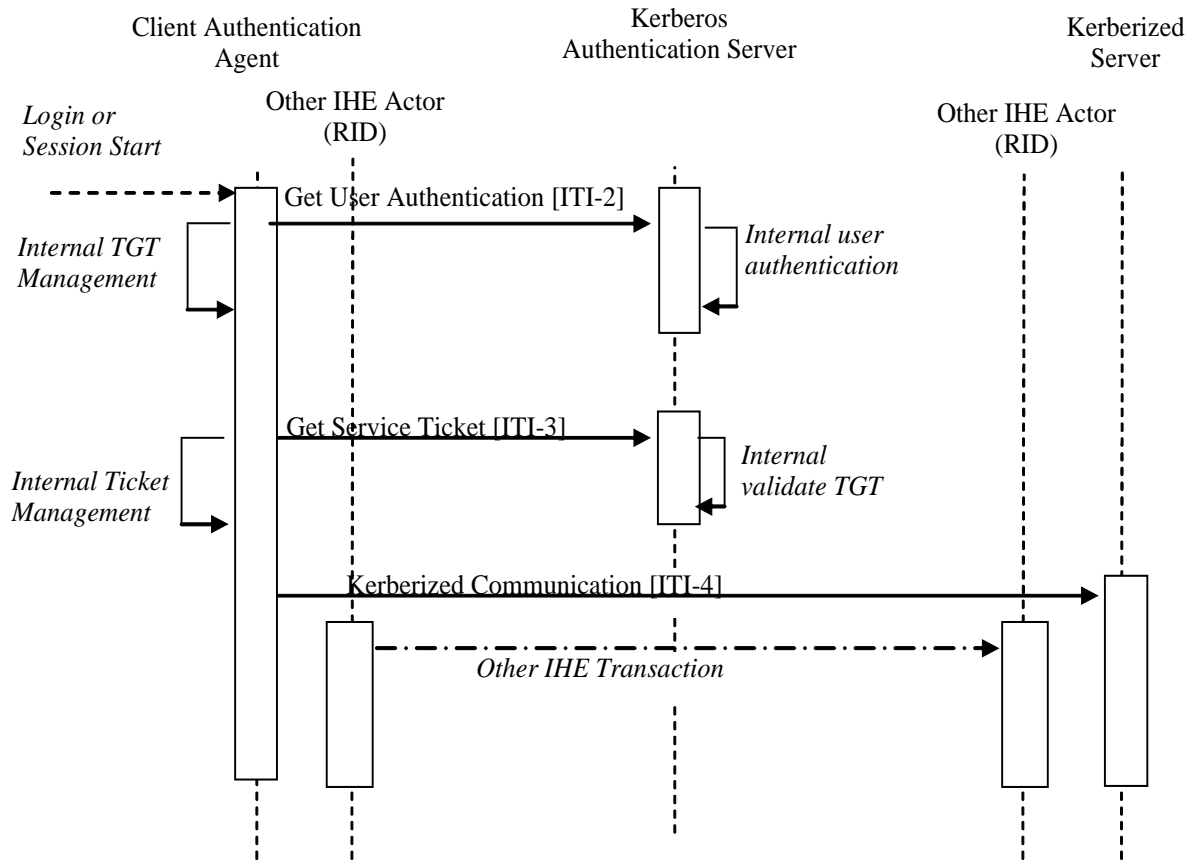 Client Authentication
Agent
Kerberos
Authentication Server
Kerberized
Server
Other IHE Actor
(RID)
Other IHE Actor
(RID)
Login or
Session Start
Get User Authentication [ITI-2]
Internal TGT
Management
Internal user
authentication
Get Service Ticket [ITI-3]
Internal Ticket
Management
Internal
validate TGT
Kerberized Communication [ITI-4]
Other IHE Transaction